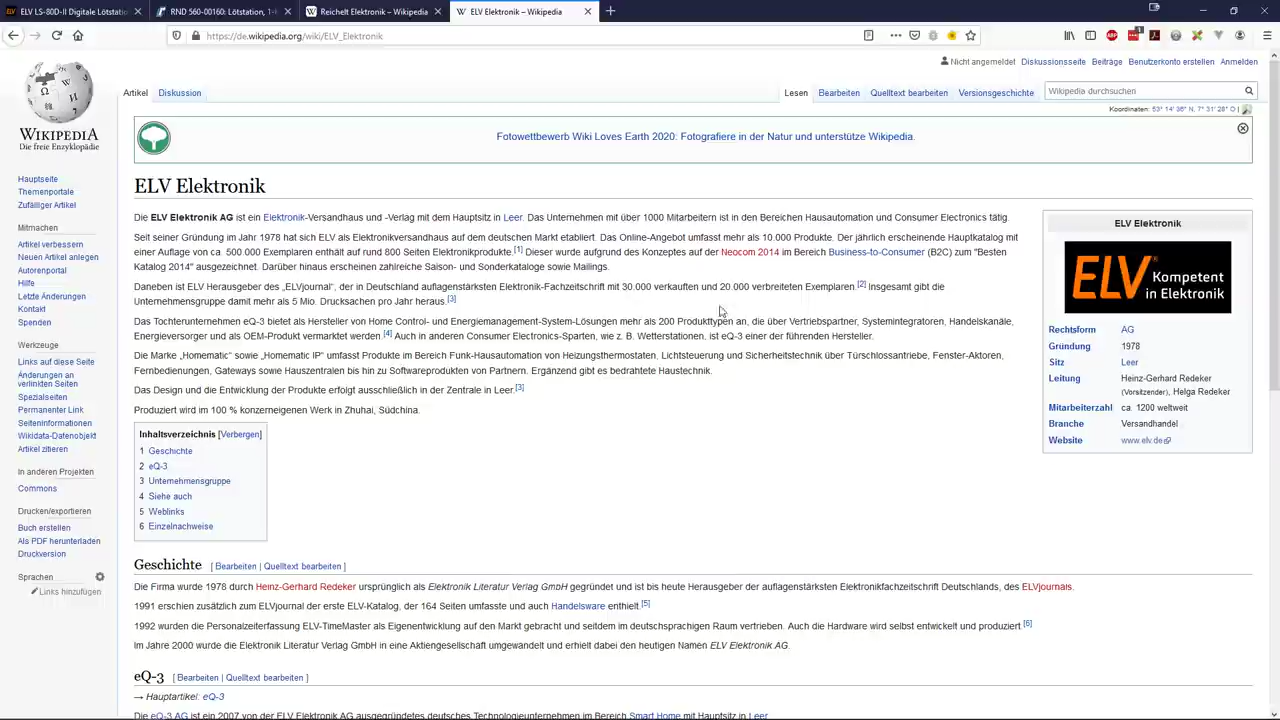 ELV LS-80D-II Digitale Lötstatio
RND 560-00160: Lötstation, 1-
Reichelt Elektronik – Wikipedia
ELV Elektronik – Wikipedia
https://de.wikipedia.org/wiki/ELV_Elektronik
Nicht angemeldet Diskussionsseite Beiträge Benutzerkonto erstellen Anmelden
Artikel Diskussion
Lesen Bearbeiten Quelltext bearbeiten Versionsgeschichte
Wikipedia durchsuchen
Koordinaten: 53° 14′ 36″ N, 7° 31′ 28″ O |
WIKIPEDIA
Die freie Enzyklopädie
Hauptseite
Themenportale
Zufälliger Artikel
Mitmachen
Artikel verbessern
Neuen Artikel anlegen
Autorenportal
Hilfe
Letzte Änderungen
Kontakt
Spenden
Werkzeuge
Links auf diese Seite
Änderungen an
verlinkten Seiten
Spezialseiten
Permanenter Link
Seiteninformationen
Wikidata-Datenobjekt
Artikel zitieren
In anderen Projekten
Commons
Drucken/exportieren
Buch erstellen
Als PDF herunterladen
Druckversion
Sprachen
Links hinzufügen
Fotowettbewerb Wiki Loves Earth 2020: Fotografiere in der Natur und unterstütze Wikipedia.
ELV Elektronik
Die ELV Elektronik AG ist ein Elektronik-Versandhaus und -Verlag mit dem Hauptsitz in Leer. Das Unternehmen mit über 1000 Mitarbeitern ist in den Bereichen Hausautomation und Consumer Electronics tätig.
Seit seiner Gründung im Jahr 1978 hat sich ELV als Elektronikversandhaus auf dem deutschen Markt etabliert. Das Online-Angebot umfasst mehr als 10.000 Produkte. Der jährlich erscheinende Hauptkatalog mit
einer Auflage von ca. 500.000 Exemplaren enthält auf rund 800 Seiten Elektronikprodukte.[1] Dieser wurde aufgrund des Konzeptes auf der Neocom 2014 im Bereich Business-to-Consumer (B2C) zum "Besten
Katalog 2014" ausgezeichnet. Darüber hinaus erscheinen zahlreiche Saison- und Sonderkataloge sowie Mailings.
Daneben ist ELV Herausgeber des „ELVjournal“, der in Deutschland auflagenstärksten Elektronik-Fachzeitschrift mit 30.000 verkauften und 20.000 verbreiteten Exemplaren.[2] Insgesamt gibt die
Unternehmensgruppe damit mehr als 5 Mio. Drucksachen pro Jahr heraus.[3]
Das Tochterunternehmen eQ-3 bietet als Hersteller von Home Control- und Energiemanagement-System-Lösungen mehr als 200 Produkttypen an, die über Vertriebspartner, Systemintegratoren, Handelskanäle,
Energieversorger und als OEM-Produkt vermarktet werden.[4] Auch in anderen Consumer Electronics-Sparten, wie z. B. Wetterstationen, ist eQ-3 einer der führenden Hersteller.
Die Marke „Homematic“ sowie „Homematic IP“ umfasst Produkte im Bereich Funk-Hausautomation von Heizungsthermostaten, Lichtsteuerung und Sicherheitstechnik über Türschlossantriebe, Fenster-Aktoren,
Fernbedienungen, Gateways sowie Hauszentralen bis hin zu Softwareprodukten von Partnern. Ergänzend gibt es bedrahtete Haustechnik.
Das Design und die Entwicklung der Produkte erfolgt ausschließlich in der Zentrale in Leer.[3]
Produziert wird im 100 % konzerneigenen Werk in Zhuhai, Südchina.
ELV Elektronik
ELV® Kompetent
in Elektronik
Rechtsform AG
Gründung 1978
Sitz Leer
Leitung Heinz-Gerhard Redeker
(Vorsitzender), Helga Redeker
Mitarbeiterzahl ca. 1200 weltweit
Branche Versandhandel
Website www.elv.de
Inhaltsverzeichnis [Verbergen]
1 Geschichte
2 eQ-3
3 Unternehmensgruppe
4 Siehe auch
5 Weblinks
6 Einzelnachweise
Geschichte [ Bearbeiten | Quelltext bearbeiten ]
Die Firma wurde 1978 durch Heinz-Gerhard Redeker ursprünglich als Elektronik Literatur Verlag GmbH gegründet und ist bis heute Herausgeber der auflagenstärksten Elektronikfachzeitschrift Deutschlands, des ELVjournals.
1991 erschien zusätzlich zum ELVjournal der erste ELV-Katalog, der 164 Seiten umfasste und auch Handelsware enthielt.[5]
1992 wurden die Personalzeiterfassung ELV-TimeMaster als Eigenentwicklung auf den Markt gebracht und seitdem im deutschsprachigen Raum vertrieben. Auch die Hardware wird selbst entwickelt und produziert.[6]
Im Jahre 2000 wurde die Elektronik Literatur Verlag GmbH in eine Aktiengesellschaft umgewandelt und erhielt dabei den heutigen Namen ELV Elektronik AG.
eQ-3 [ Bearbeiten | Quelltext bearbeiten ]
→ Hauptartikel: eQ-3
Die eQ-3 AG ist ein 2007 von der ELV Elektronik AG ausgegründetes deutsches Technologieunternehmen im Bereich Smart Home mit Hauptsitz in Leer